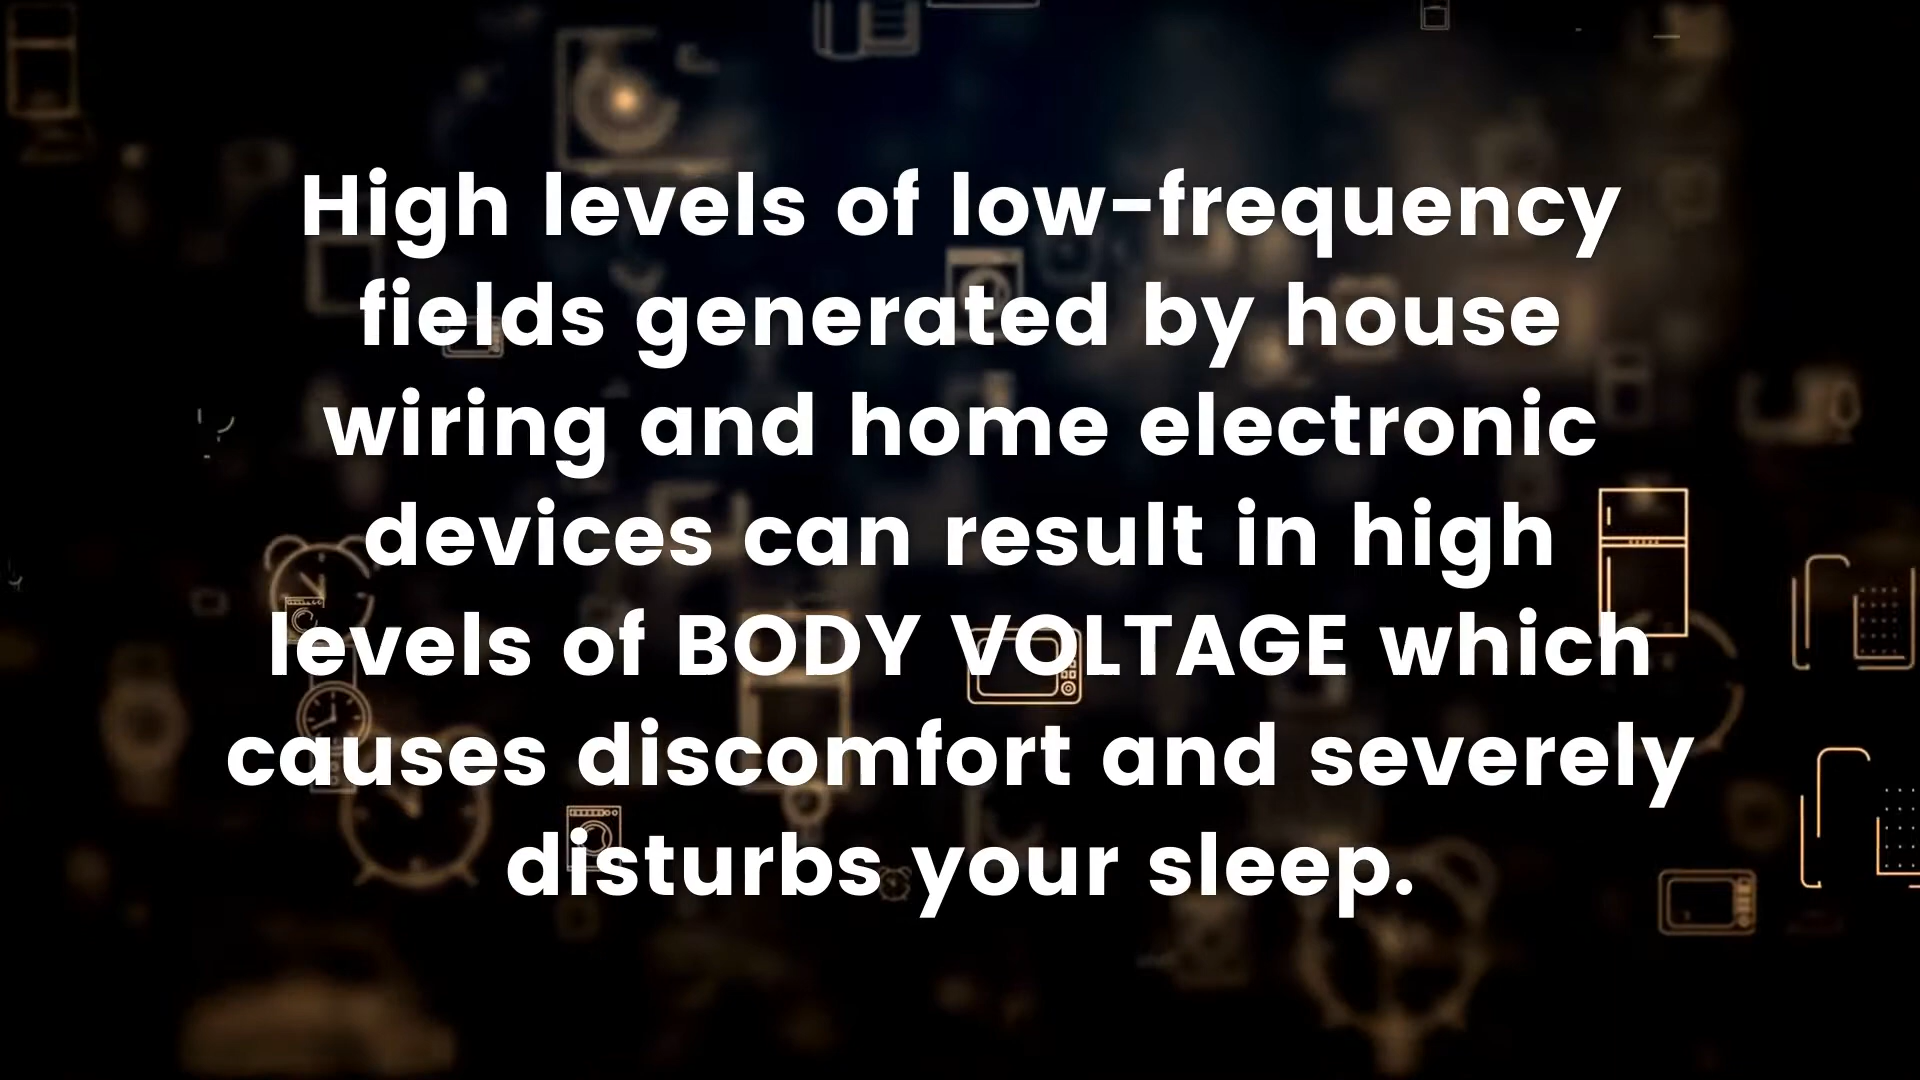 High levels of low-frequency
fields generated by house
wiring and home electronic
devices can result in high
levels of BODY VOLTAGE which
causes discomfort and severely
disturbs your sleep.